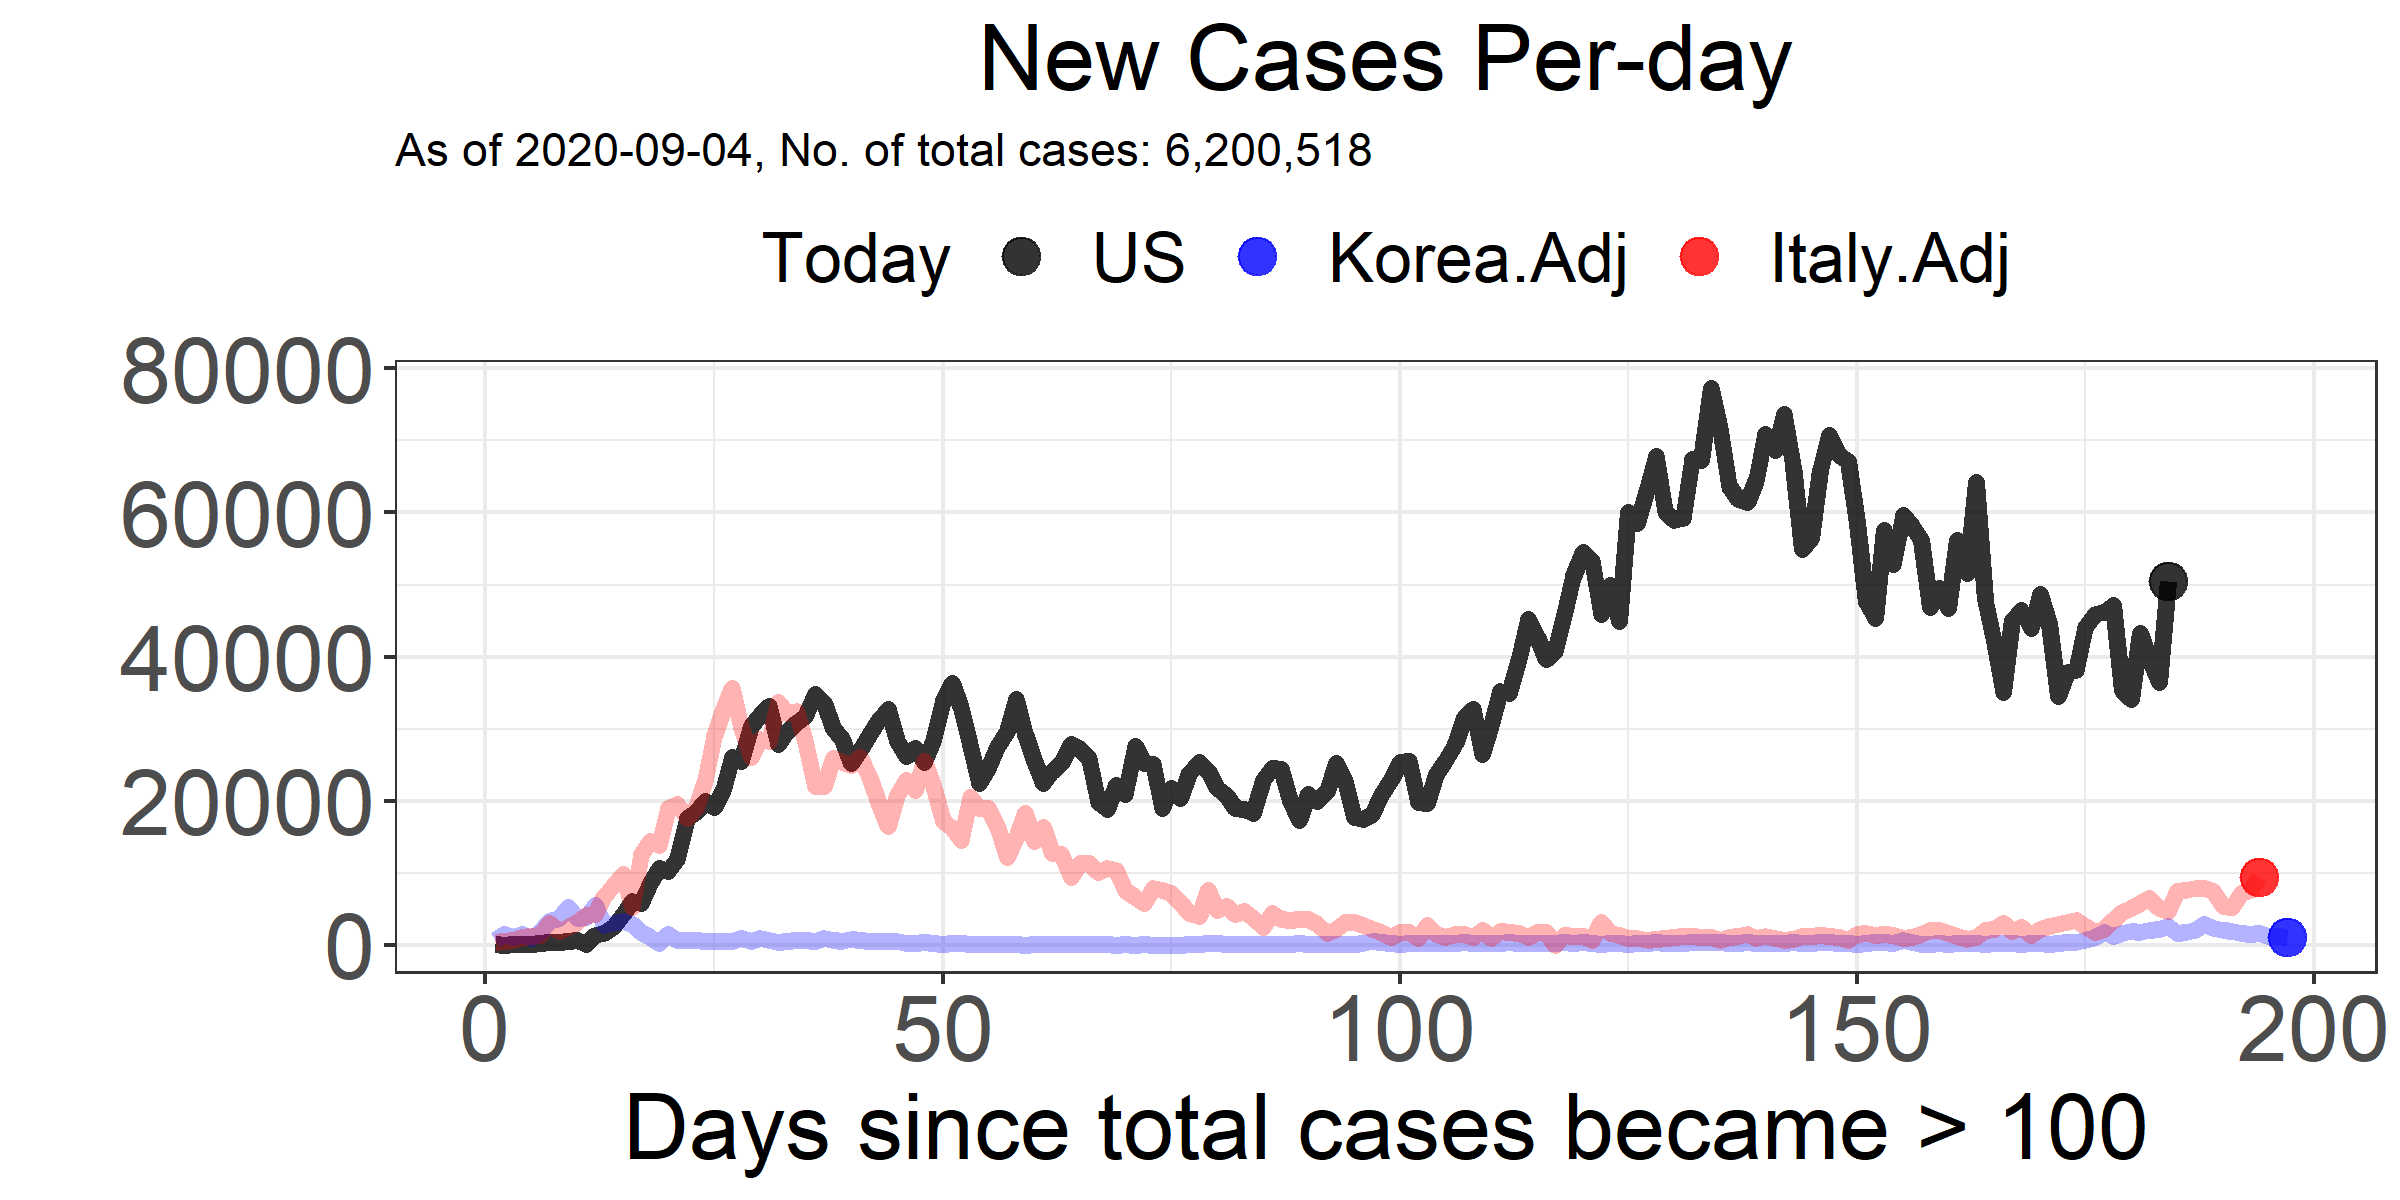 New Cases Per-day
As of 2020-09-04, No. of total cases: 6,200,518
Today US Korea.Adj Italy.Adj
80000
60000
40000
20000
0
0 50 100 150 200
Days since total cases became > 100